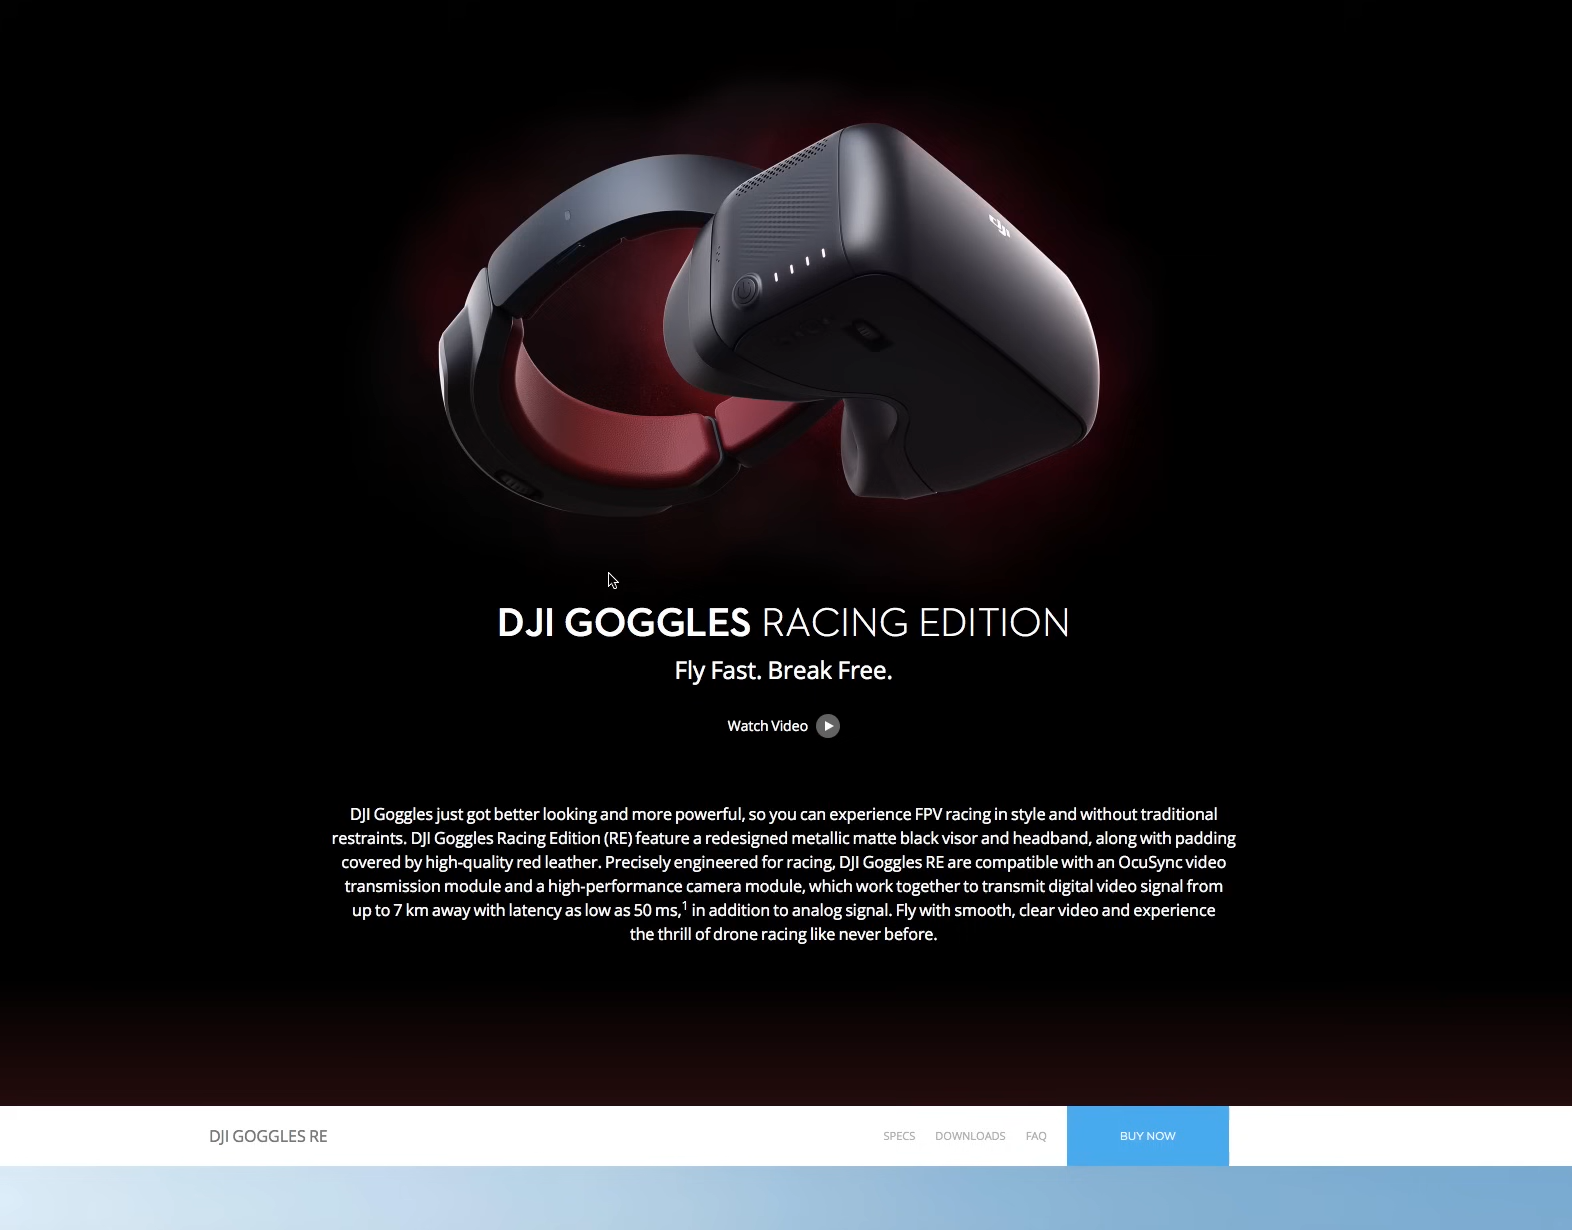 dji
DJI GOGGLES RACING EDITION
Fly Fast. Break Free.
Watch Video
DJI Goggles just got better looking and more powerful, so you can experience FPV racing in style and without traditional
restraints. DJI Goggles Racing Edition (RE) feature a redesigned metallic matte black visor and headband, along with padding
covered by high-quality red leather. Precisely engineered for racing, DJI Goggles RE are compatible with an OcuSync video
transmission module and a high-performance camera module, which work together to transmit digital video signal from
up to 7 km away with latency as low as 50 ms,¹ in addition to analog signal. Fly with smooth, clear video and experience
the thrill of drone racing like never before.
DJI GOGGLES RE
SPECS DOWNLOADS FAQ BUY NOW